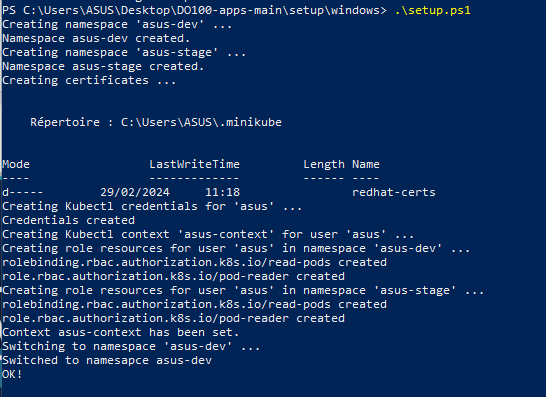 PS C:\Users\ASUS\Desktop\DO100-apps-main\setup\windows> .\setup.ps1
Creating namespace 'asus-dev' ...
Namespace asus-dev created.
Creating namespace 'asus-stage' ...
Namespace asus-stage created.
Creating certificates ...
Répertoire : C:\Users\ASUS\.minikube
Mode LastWriteTime Length Name
---- ------------- ------ ----
d----- 29/02/2024 11:18 redhat-certs
Creating Kubectl credentials for 'asus' ...
Credentials created
Creating Kubectl context 'asus-context' for user 'asus' ...
Creating role resources for user 'asus' in namespace 'asus-dev' ...
rolebinding.rbac.authorization.k8s.io/read-pods created
role.rbac.authorization.k8s.io/pod-reader created
Creating role resources for user 'asus' in namespace 'asus-stage' ...
rolebinding.rbac.authorization.k8s.io/read-pods created
role.rbac.authorization.k8s.io/pod-reader created
Context asus-context has been set.
Switching to namespace 'asus-dev' ...
Switched to namesapce asus-dev
OK!